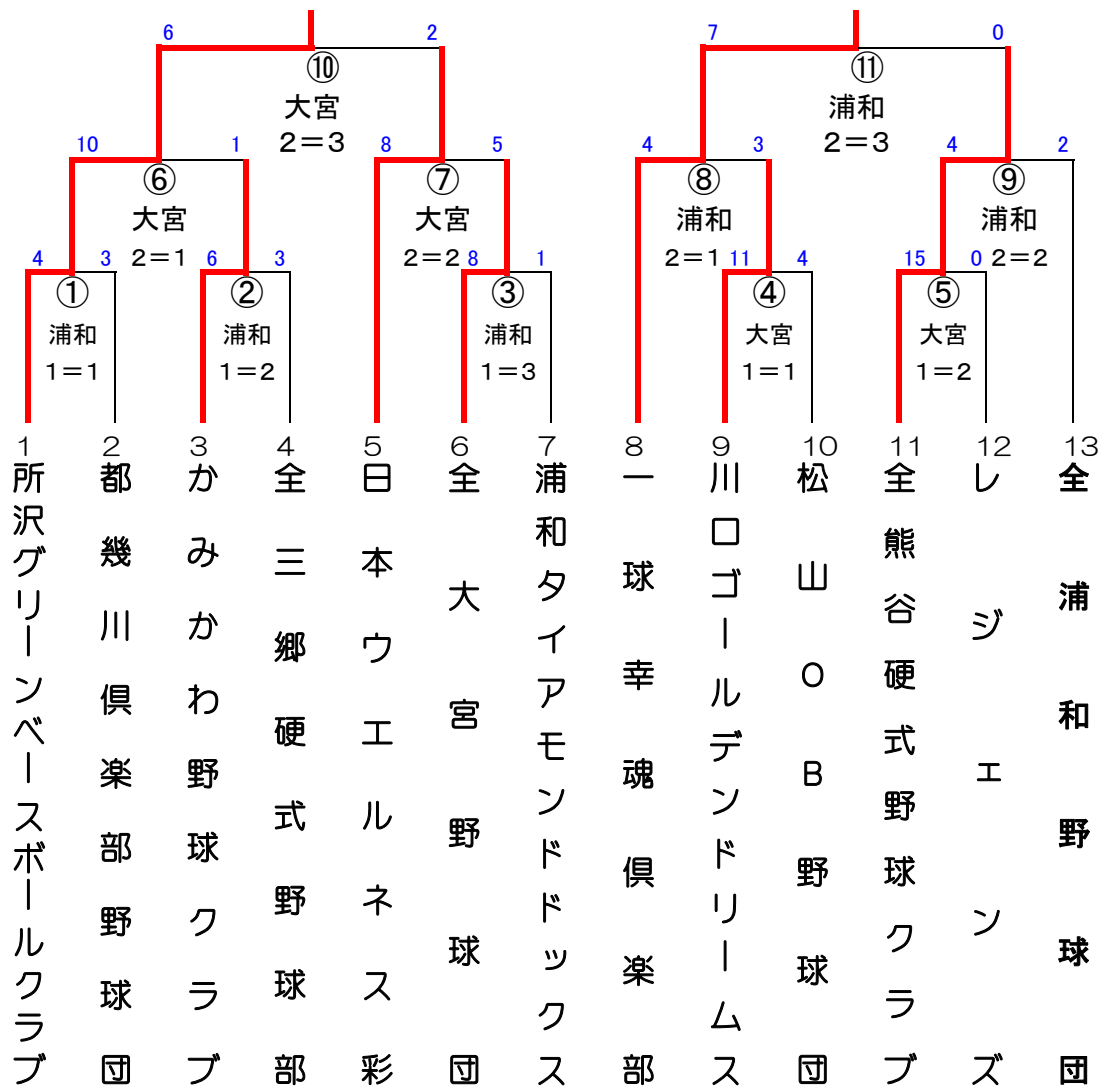 6 2 7 0
⑩ ⑪
大宮 浦和
2＝3 2＝3
10 1 8 5 4 3 4 2
⑥ ⑦ ⑧ ⑨
大宮 大宮 浦和 浦和
2＝1 2＝2 2＝1 2＝2
4 3 6 3 8 1 11 4 15 0
① ② ③ ④ ⑤
浦和 浦和 浦和 大宮 大宮
1＝1 1＝2 1＝3 1＝1 1＝2
1 2 3 4 5 6 7 8 9 10 11 12 13
所沢グリーンベースボールクラブ
都幾川倶楽部野球団
かみかわ野球クラブ
全三郷硬式野球部
日本ウエルネス彩
全大宮野球団
浦和タイアモンドドックス
一球幸魂倶楽部
川口ゴールデンドリームス
松山OB野球団
全熊谷硬式野球クラブ
レジェンズ
全浦和野球団